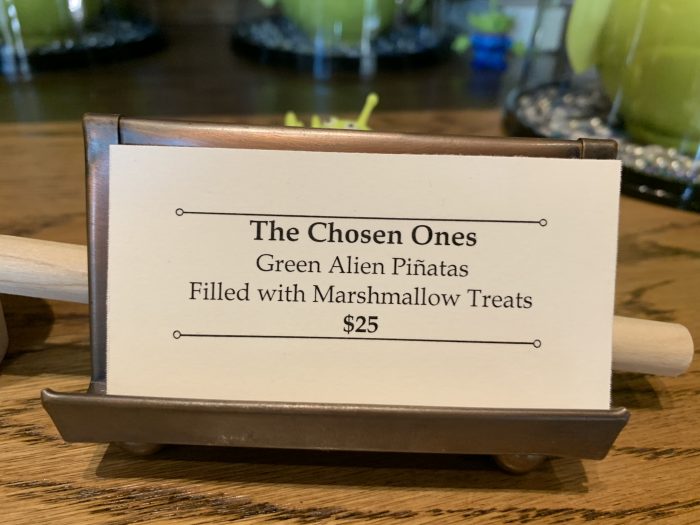 The Chosen Ones
Green Alien Piñatas
Filled with Marshmallow Treats
$25